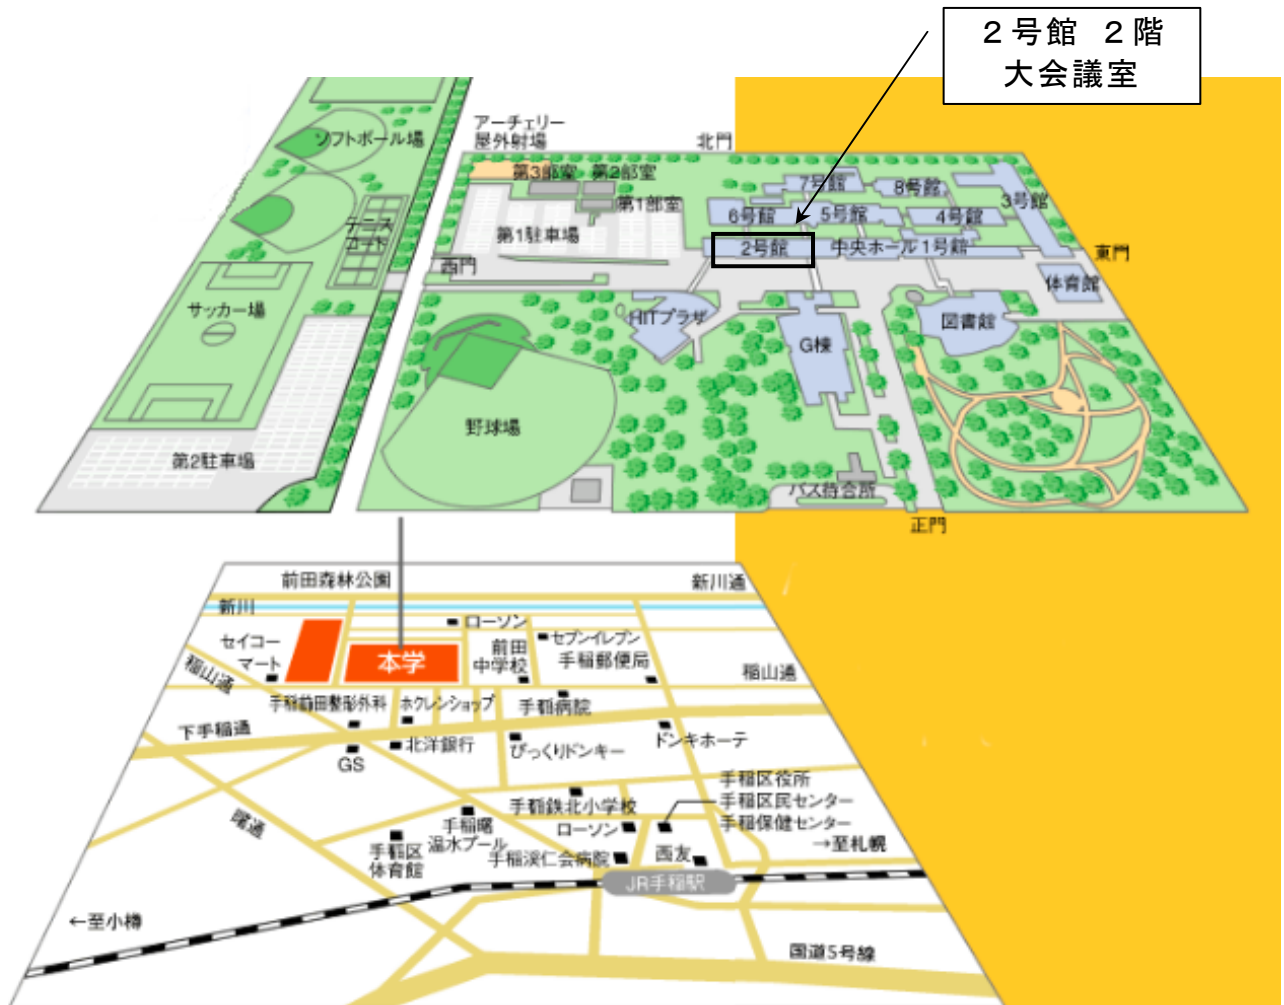 ２号館　２階
大会議室
アーチェリー
屋外射場
北門
ソフトボール場
第3部室
第2部室
7号館
8号館
3号館
第1部室
6号館
5号館
4号館
テニス
コート
第1駐車場
2号館
中央ホール
1号館
東門
西門
体育館
サッカー場
HITプラザ
図書館
G棟
野球場
第2駐車場
バス待合所
正門
前田森林公園
新川通
新川
ローソン
セイコー
マート
本学
前田
中学校
セブンイレブン
手稲郵便局
稲山通
稲山通
手稲前田整形外科
ホクレンショップ
手稲病院
下手稲通
北洋銀行
びっくりドンキー
ドンキホーテ
GS
手稲区役所
手稲区民センター
手稲保健センター
手稲鉄北小学校
曙通
手稲曙
温水プール
ローソン
→至札幌
手稲区
体育館
手稲渓仁会病院
西友
JR手稲駅
←至小樽
国道5号線